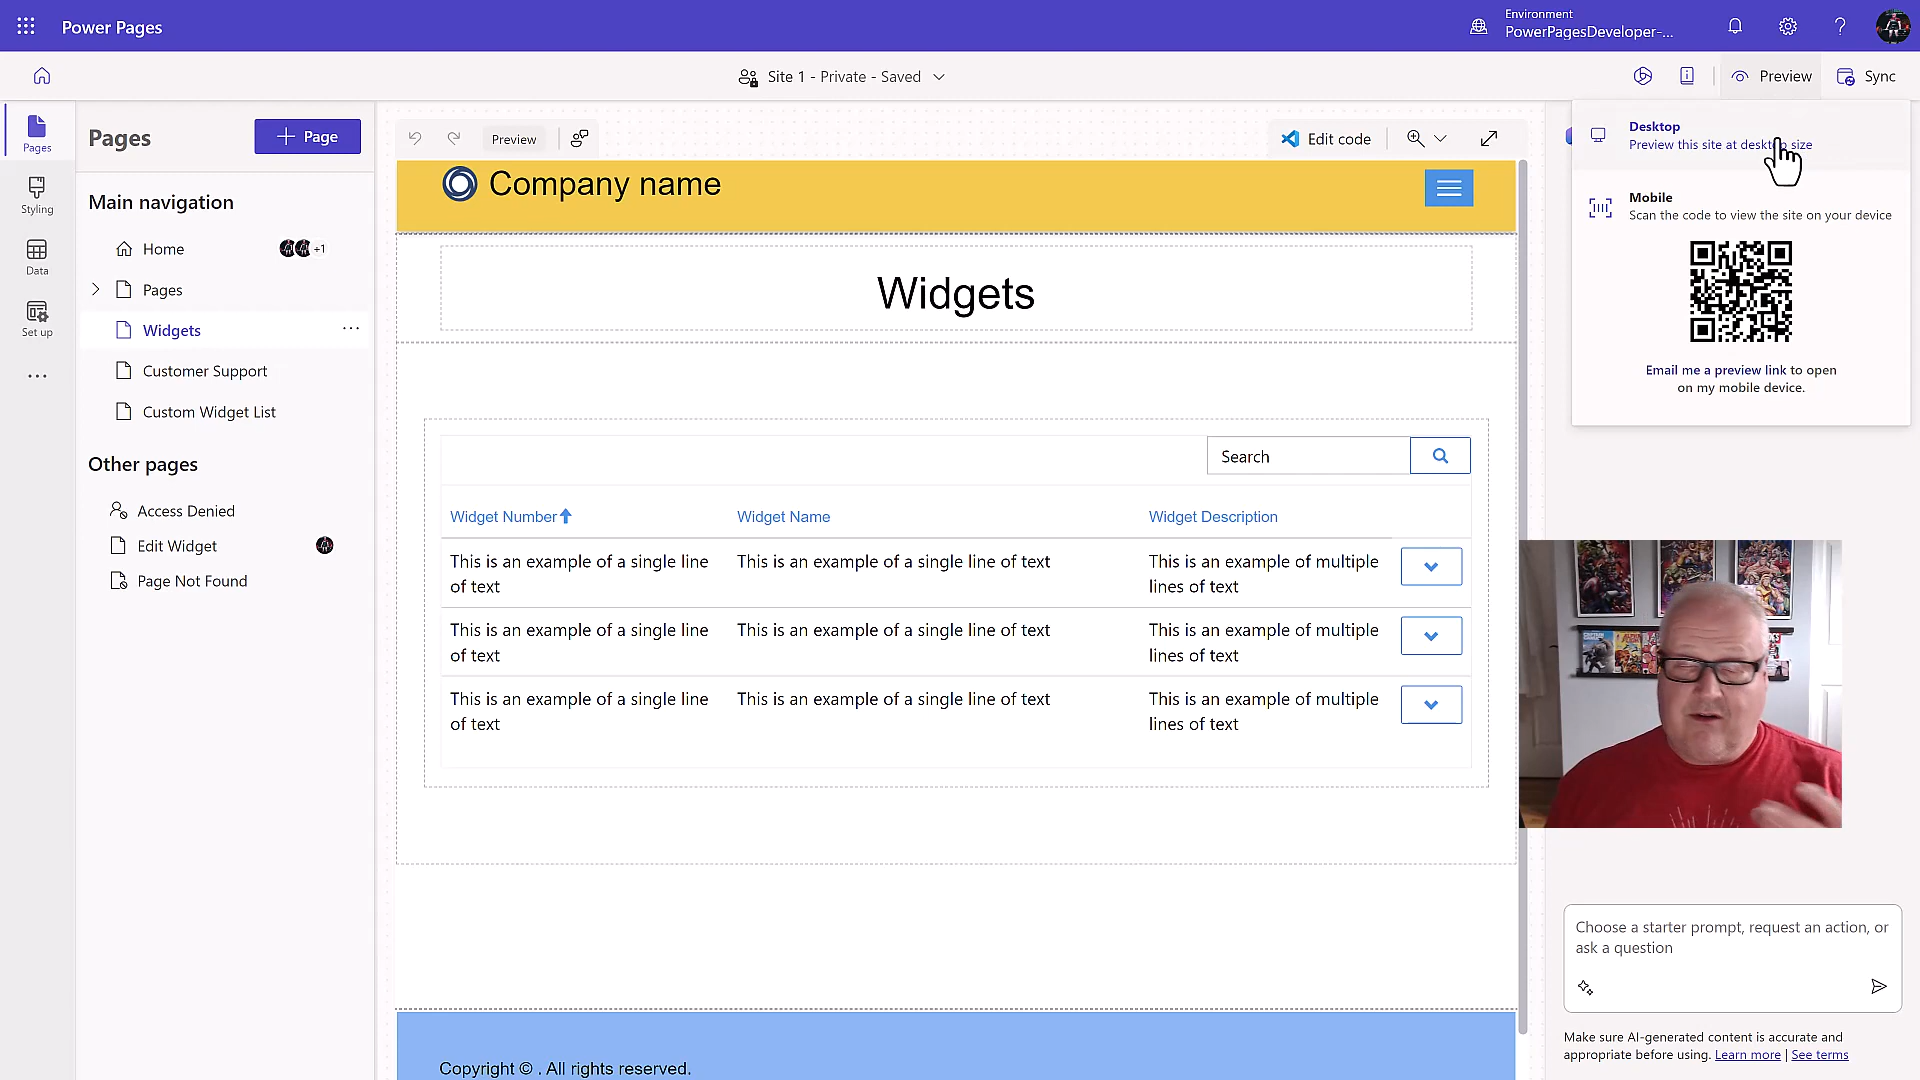 Power Pages
Environment
PowerPagesDeveloper-...
Site 1 - Private - Saved
Preview
Sync
Pages
Styling
Data
Set up
Pages
Page
Main navigation
Home
+1
Pages
Widgets
Customer Support
Custom Widget List
Other pages
Access Denied
Edit Widget
Page Not Found
Preview
Edit code
Company name
Widgets
Search
Widget Number Widget Name Widget Description
This is an example of a single line This is an example of a single line of text This is an example of multiple
of text lines of text
This is an example of a single line This is an example of a single line of text This is an example of multiple
of text lines of text
This is an example of a single line This is an example of a single line of text This is an example of multiple
of text lines of text
Copyright © . All rights reserved.
Desktop
Preview this site at desktop size
Mobile
Scan the code to view the site on your device
Email me a preview link to open
on my mobile device.
Choose a starter prompt, request an action, or
ask a question
Make sure AI-generated content is accurate and
appropriate before using. Learn more | See terms